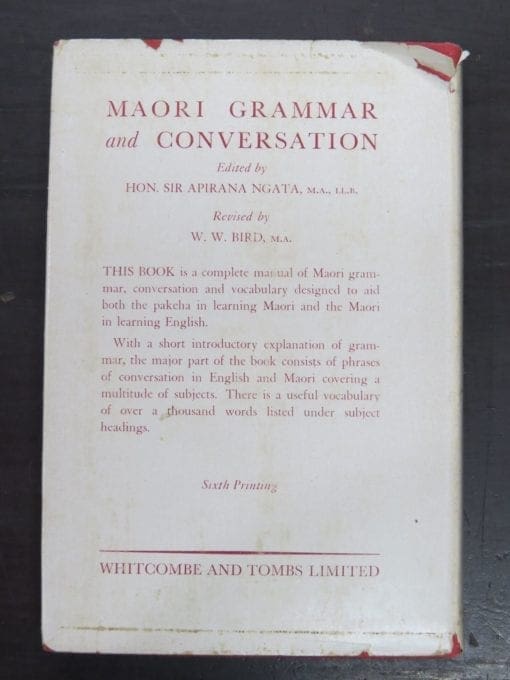 MAORI GRAMMAR
and CONVERSATION
Edited by
HON. SIR APIRANA NGATA, M.A., LL.B.
Revised by
W. W. BIRD, M.A.
THIS BOOK is a complete manual of Maori gram-
mar, conversation and vocabulary designed to aid
both the pakeha in learning Maori and the Maori
in learning English.
With a short introductory explanation of gram-
mar, the major part of the book consists of phrases
of conversation in English and Maori covering a
multitude of subjects. There is a useful vocabulary
of over a thousand words listed under subject
headings.
Sixth Printing
WHITCOMBE AND TOMBS LIMITED